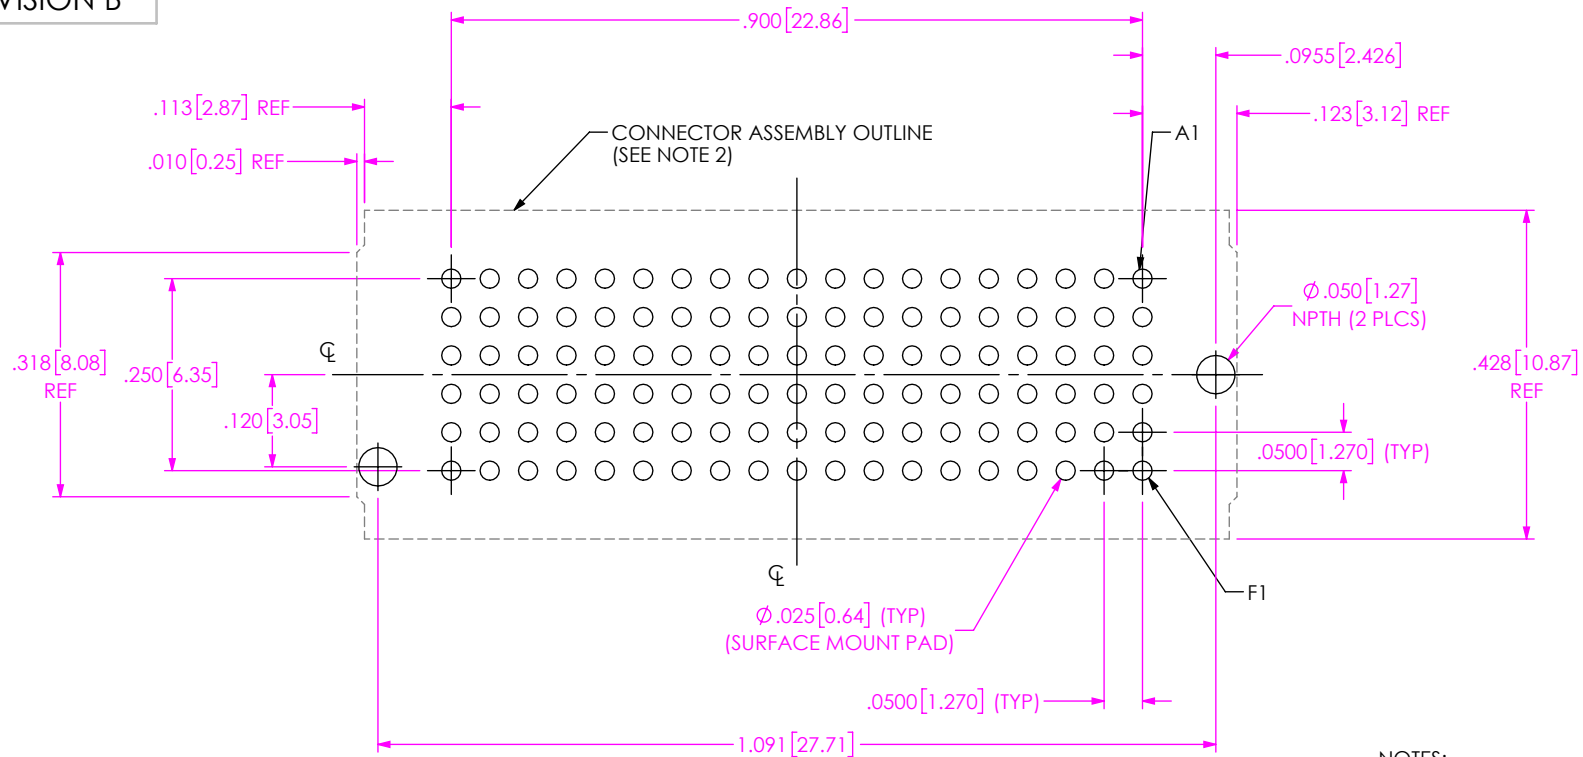 VISION B
.900[22.86]
.0955[2.426]
.113[2.87] REF
.123[3.12] REF
CONNECTOR ASSEMBLY OUTLINE
(SEE NOTE 2)
A1
.010[0.25] REF
Ø.050[1.27]
NPTH (2 PLCS)
.318[8.08]
REF
.250[6.35]
℄
.428[10.87]
REF
.120[3.05]
.0500[1.270] (TYP)
℄
F1
Ø.025[0.64] (TYP)
(SURFACE MOUNT PAD)
.0500[1.270] (TYP)
1.091[27.71]
NOTES: